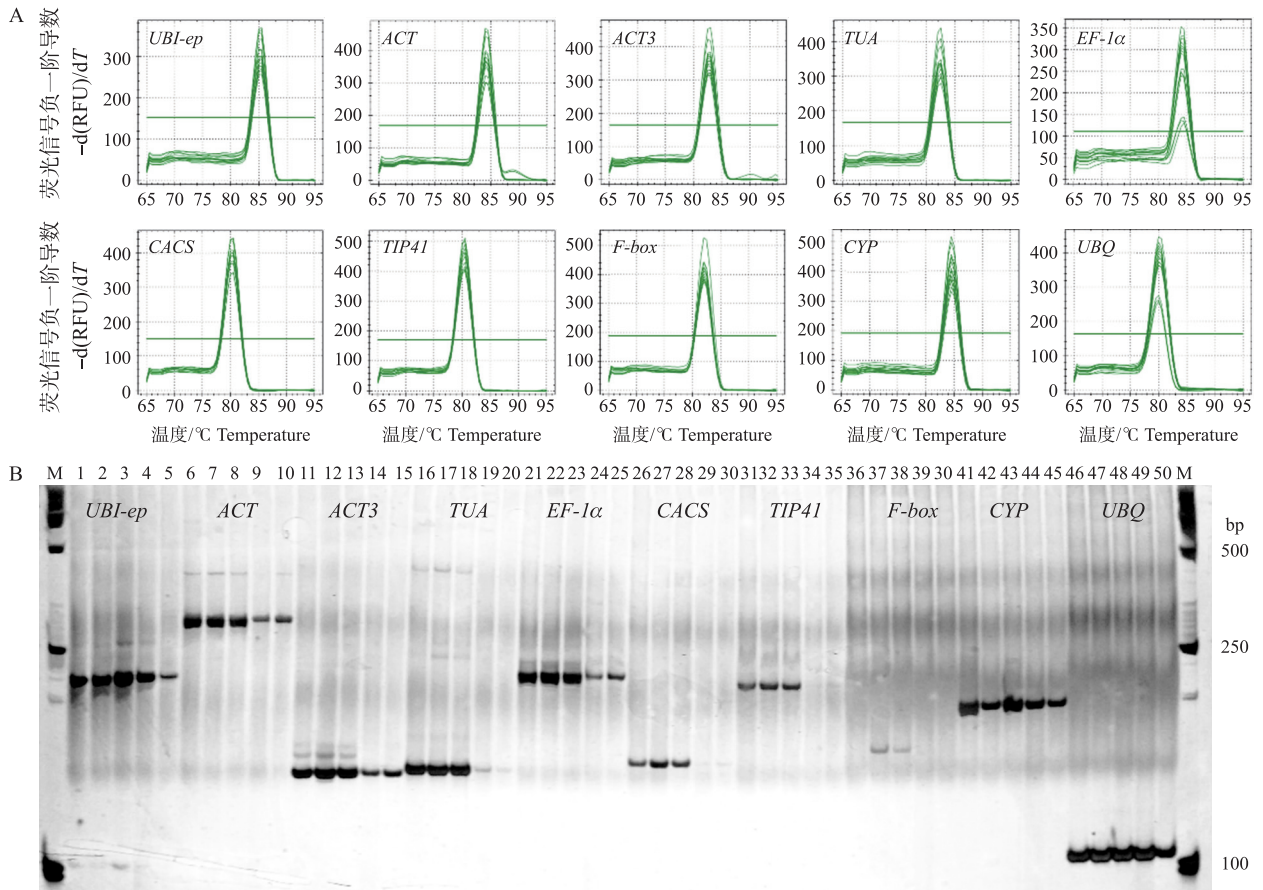 A
荧光信号负一阶导数
−d(RFU)/dT
UBI-ep
300
200
100
0
65 70 75 80 85 90 95
ACT
400
300
200
100
0
65 70 75 80 85 90 95
ACT3
400
300
200
100
0
65 70 75 80 85 90 95
TUA
400
300
200
100
0
65 70 75 80 85 90 95
EF-1α
350
300
250
200
150
100
50
0
65 70 75 80 85 90 95
荧光信号负一阶导数
−d(RFU)/dT
CACS
400
300
200
100
0
65 70 75 80 85 90 95
温度/℃ Temperature
TIP41
500
400
300
200
100
0
65 70 75 80 85 90 95
温度/℃ Temperature
F-box
500
400
300
200
100
0
65 70 75 80 85 90 95
温度/℃ Temperature
CYP
500
400
300
200
100
0
65 70 75 80 85 90 95
温度/℃ Temperature
UBQ
400
300
200
100
0
65 70 75 80 85 90 95
温度/℃ Temperature
B
M 1 2 3 4 5 6 7 8 9 10 11 12 13 14 15 16 17 18 19 20 21 22 23 24 25 26 27 28 29 30 31 32 33 34 35 36 37 38 39 30 41 42 43 44 45 46 47 48 49 50 M
UBI-ep ACT ACT3 TUA EF-1α CACS TIP41 F-box CYP UBQ
bp
500
250
100